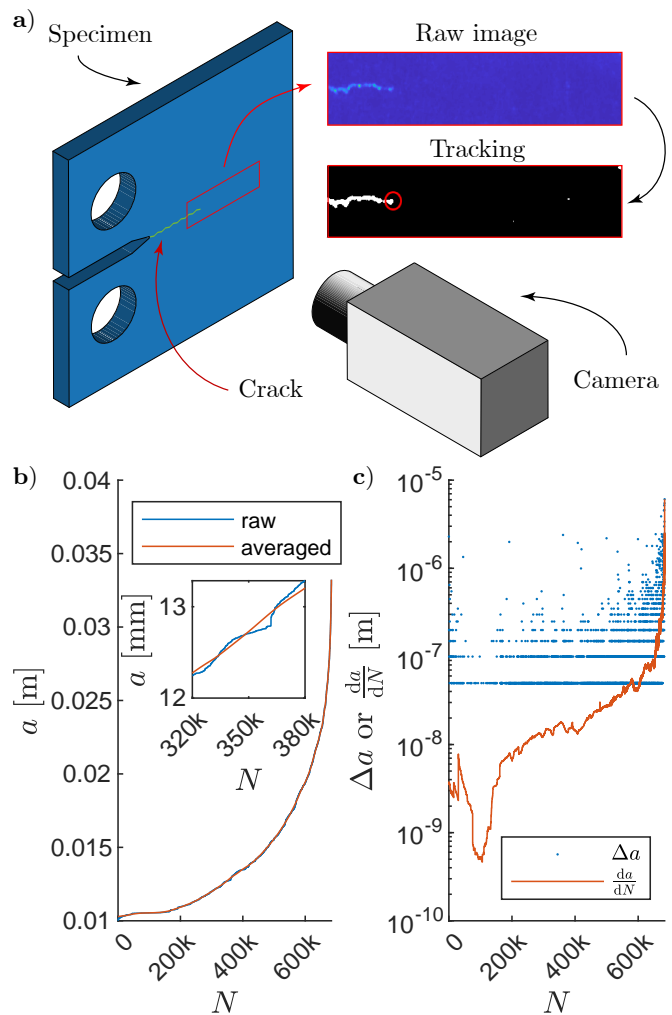 a)
Specimen
Raw image
Tracking
Crack
Camera
b)
a [m]
0.04
0.035
0.03
0.025
0.02
0.015
0.01
0
200k
400k
600k
N
raw
averaged
a [mm]
13
12
320k
350k
380k
N
c)
Δa or da/dN [m]
10⁻⁵
10⁻⁶
10⁻⁷
10⁻⁸
10⁻⁹
10⁻¹⁰
0
200k
400k
600k
N
Δa
da/dN